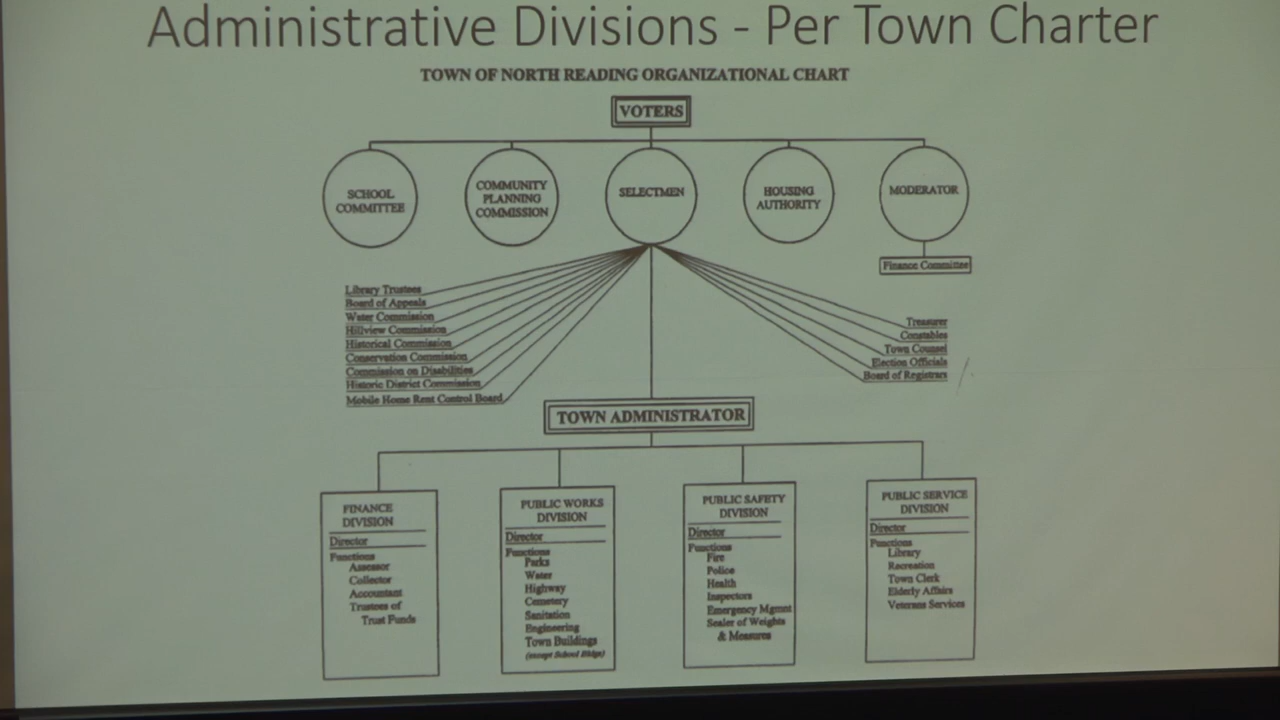 Administrative Divisions - Per Town Charter
TOWN OF NORTH READING ORGANIZATIONAL CHART
VOTERS
SCHOOL
COMMITTEE
COMMUNITY
PLANNING
COMMISSION
SELECTMEN
HOUSING
AUTHORITY
MODERATOR
Finance Committee
Library Trustees
Board of Appeals
Water Commission
Hillview Commission
Historical Commission
Conservation Commission
Commission on Disabilities
Historic District Commission
Mobile Home Rent Control Board
Treasurer
Constables
Town Counsel
Election Officials
Board of Registrars
TOWN ADMINISTRATOR
FINANCE
DIVISION
Director
Functions
Assessor
Collector
Accountant
Trustees of
Trust Funds
PUBLIC WORKS
DIVISION
Director
Functions
Parks
Water
Highway
Cemetery
Sanitation
Engineering
Town Buildings
(except School Bldgs)
PUBLIC SAFETY
DIVISION
Director
Functions
Fire
Police
Health
Inspectors
Emergency Mgmnt
Sealer of Weights
& Measures
PUBLIC SERVICE
DIVISION
Director
Functions
Library
Recreation
Town Clerk
Elderly Affairs
Veterans Services